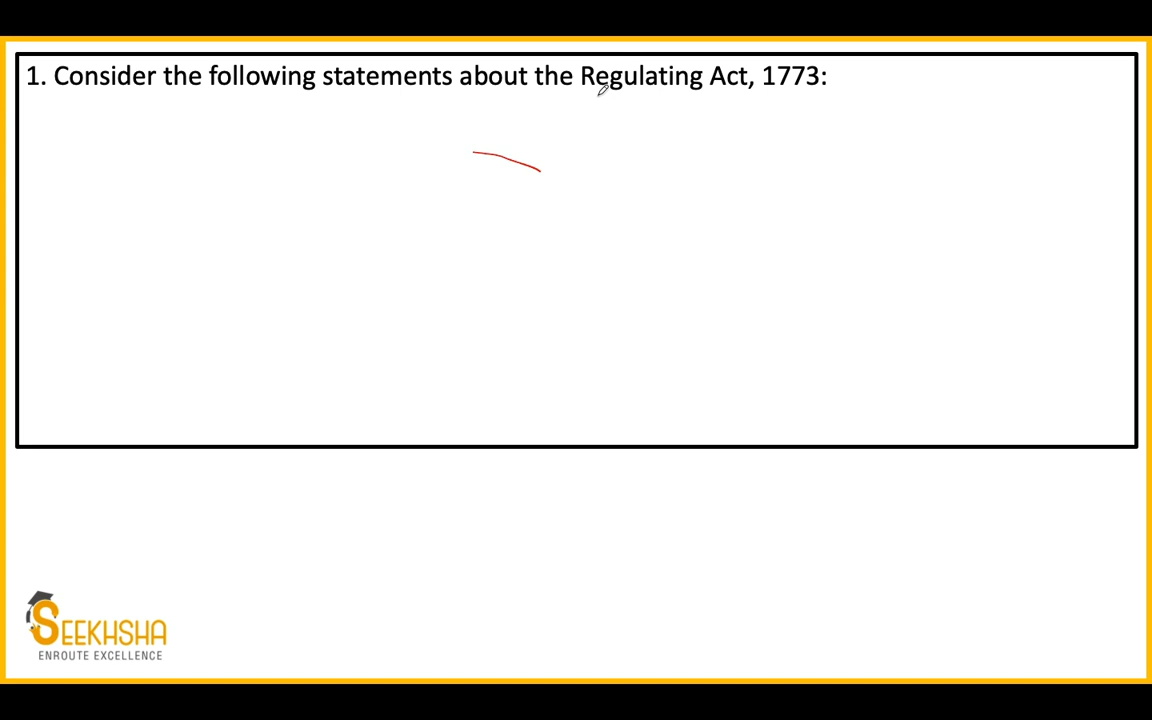 1. Consider the following statements about the Regulating Act, 1773:
SEEKHSHA
ENROUTE EXCELLENCE